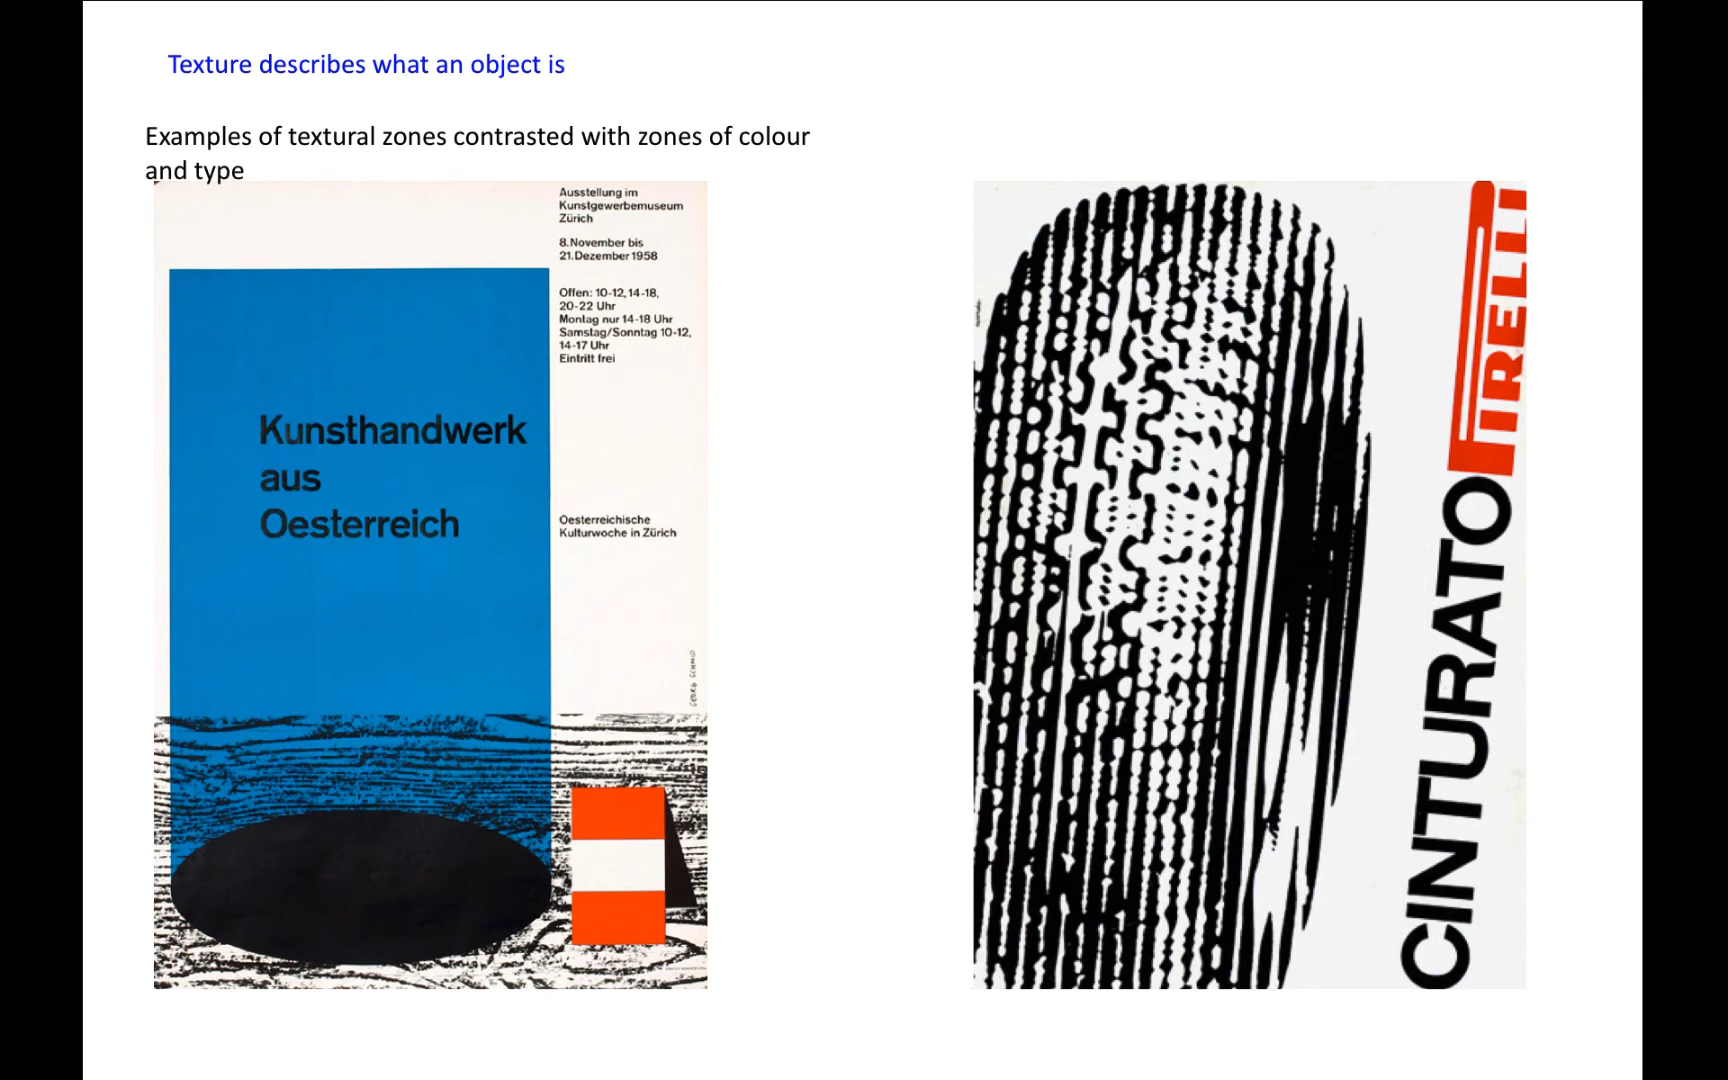 Texture describes what an object is
Examples of textural zones contrasted with zones of colour
and type
Ausstellung im
Kunstgewerbemuseum
Zürich
8. November bis
21. Dezember 1958
Offen: 10-12, 14-18,
20-22 Uhr
Montag nur 14-18 Uhr
Samstag/Sonntag 10-12,
14-17 Uhr
Eintritt frei
Kunsthandwerk
aus
Oesterreich
Oesterreichische
Kulturwoche in Zürich
GEORG SCHMID
CINTURATO
PIRELLI